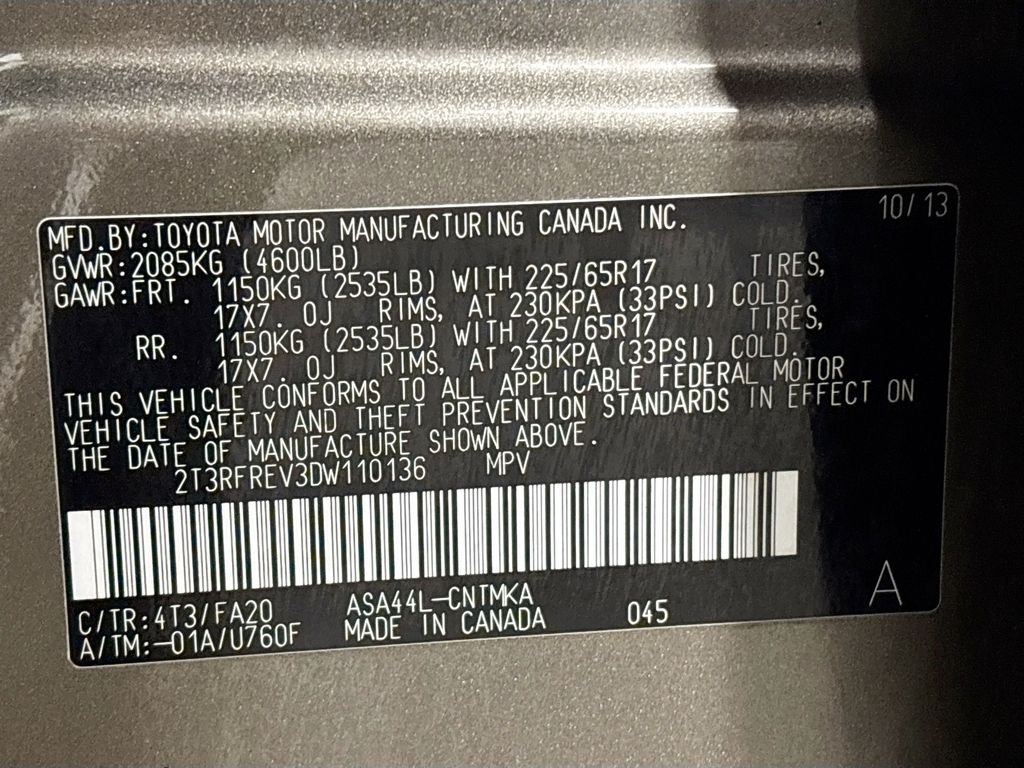 10/13
MFD.BY:TOYOTA MOTOR MANUFACTURING CANADA INC.
GVWR:2085KG (4600LB)
GAWR:FRT. 1150KG (2535LB) WITH 225/65R17 TIRES,
17X7.0J RIMS, AT 230KPA (33PSI) COLD.
RR. 1150KG (2535LB) WITH 225/65R17 TIRES,
17X7.0J RIMS, AT 230KPA (33PSI) COLD.
THIS VEHICLE CONFORMS TO ALL APPLICABLE FEDERAL MOTOR
VEHICLE SAFETY AND THEFT PREVENTION STANDARDS IN EFFECT ON
THE DATE OF MANUFACTURE SHOWN ABOVE.
2T3RFREV3DW110136 MPV
C/TR:4T3/FA20 ASA44L-CNTMKA 045 A
A/TM:-01A/U760F MADE IN CANADA